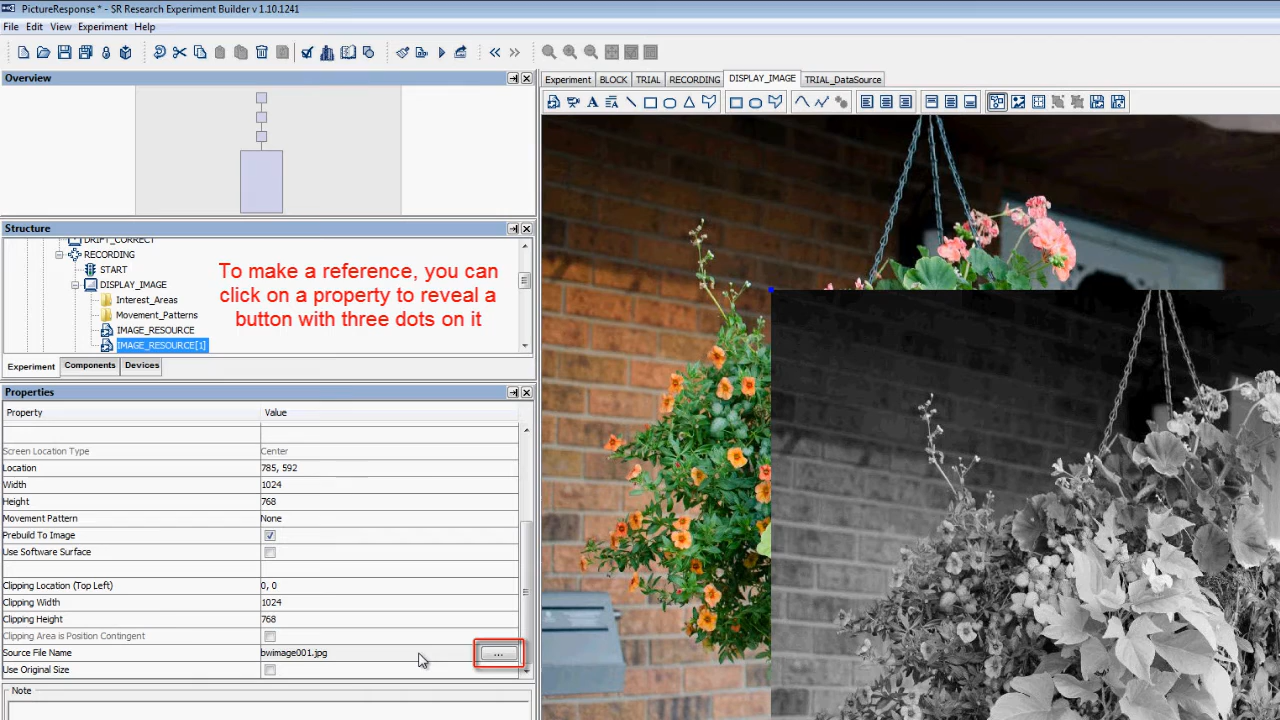 PictureResponse * - SR Research Experiment Builder v 1.10.1241
File Edit View Experiment Help
Overview
Experiment BLOCK TRIAL RECORDING DISPLAY_IMAGE TRIAL_DataSource
Structure
DRIFT_CORRECT
RECORDING
START
DISPLAY_IMAGE
Interest_Areas
Movement_Patterns
IMAGE_RESOURCE
IMAGE_RESOURCE[1]
To make a reference, you can
click on a property to reveal a
button with three dots on it
Experiment Components Devices
Properties
Property Value
Screen Location Type Center
Location 785, 592
Width 1024
Height 768
Movement Pattern None
Prebuild To Image
Use Software Surface
Clipping Location (Top Left) 0, 0
Clipping Width 1024
Clipping Height 768
Clipping Area is Position Contingent
Source File Name bwimage001.jpg ...
Use Original Size
Note